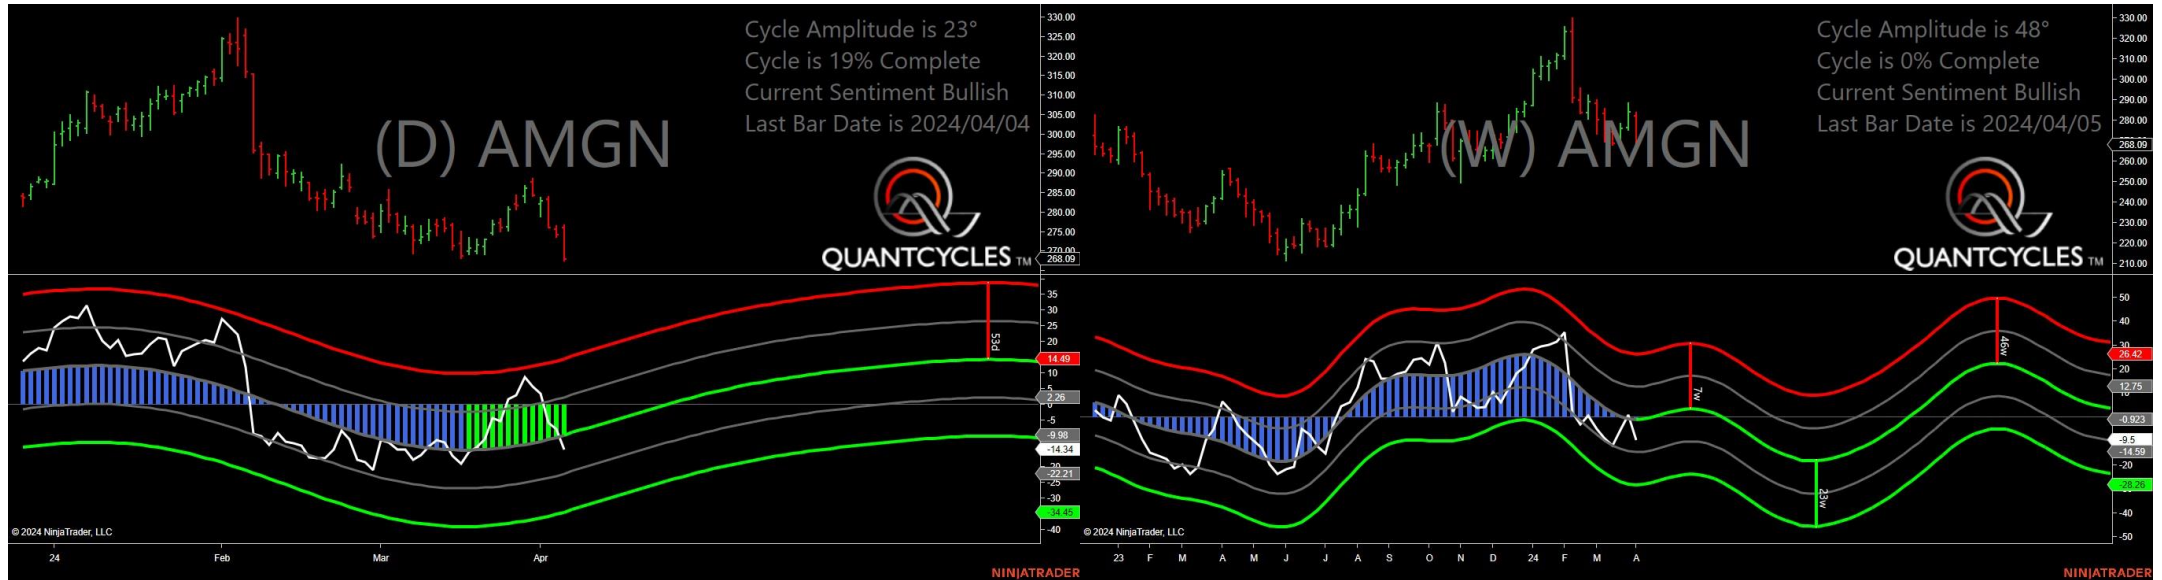 Cycle Amplitude is 23°
Cycle is 19% Complete
Current Sentiment Bullish
Last Bar Date is 2024/04/04
(D) AMGN
QUANTCYCLES TM
330.00
325.00
320.00
315.00
310.00
305.00
300.00
295.00
290.00
285.00
280.00
275.00
270.00
268.09
53d
35
30
25
20
14.49
10
5
2.26
-5
-9.98
-14.34
-22.21
-25
-30
-34.45
-40
© 2024 NinjaTrader, LLC
24 Feb Mar Apr
NINJATRADER
Cycle Amplitude is 48°
Cycle is 0% Complete
Current Sentiment Bullish
Last Bar Date is 2024/04/05
(W) AMGN
QUANTCYCLES TM
330.00
320.00
310.00
300.00
290.00
280.00
268.09
260.00
250.00
240.00
230.00
220.00
210.00
7w
23w
46w
50
40
30
26.42
20
12.75
-0.923
-9.5
-14.59
-20
-28.26
-40
-50
© 2024 NinjaTrader, LLC
23 F M A M J J A S O N D 24 F M A
NINJATRADER